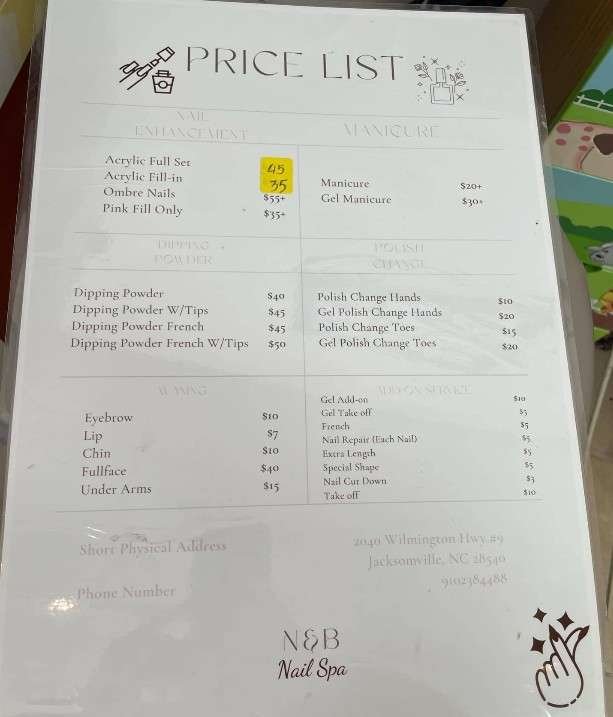 PRICE LIST
NAIL
ENHANCEMENT
Acrylic Full Set 45
Acrylic Fill-in 35
Ombre Nails $55+
Pink Fill Only $35+
MANICURE
Manicure $20+
Gel Manicure $30+
DIPPING
POWDER
Dipping Powder $40
Dipping Powder W/Tips $45
Dipping Powder French $45
Dipping Powder French W/Tips $50
POLISH
CHANGE
Polish Change Hands $10
Gel Polish Change Hands $20
Polish Change Toes $15
Gel Polish Change Toes $20
WAXING
Eyebrow $10
Lip $7
Chin $10
Fullface $40
Under Arms $15
ADD ON SERVICE
Gel Add-on $10
Gel Take off $5
French $5
Nail Repair (Each Nail) $5
Extra Length $5
Special Shape $5
Nail Cut Down $3
Take off $10
Short Physical Address
2040 Wilmington Hwy #9
Jacksonville, NC 28540
Phone Number
9102384488
N&B
Nail Spa